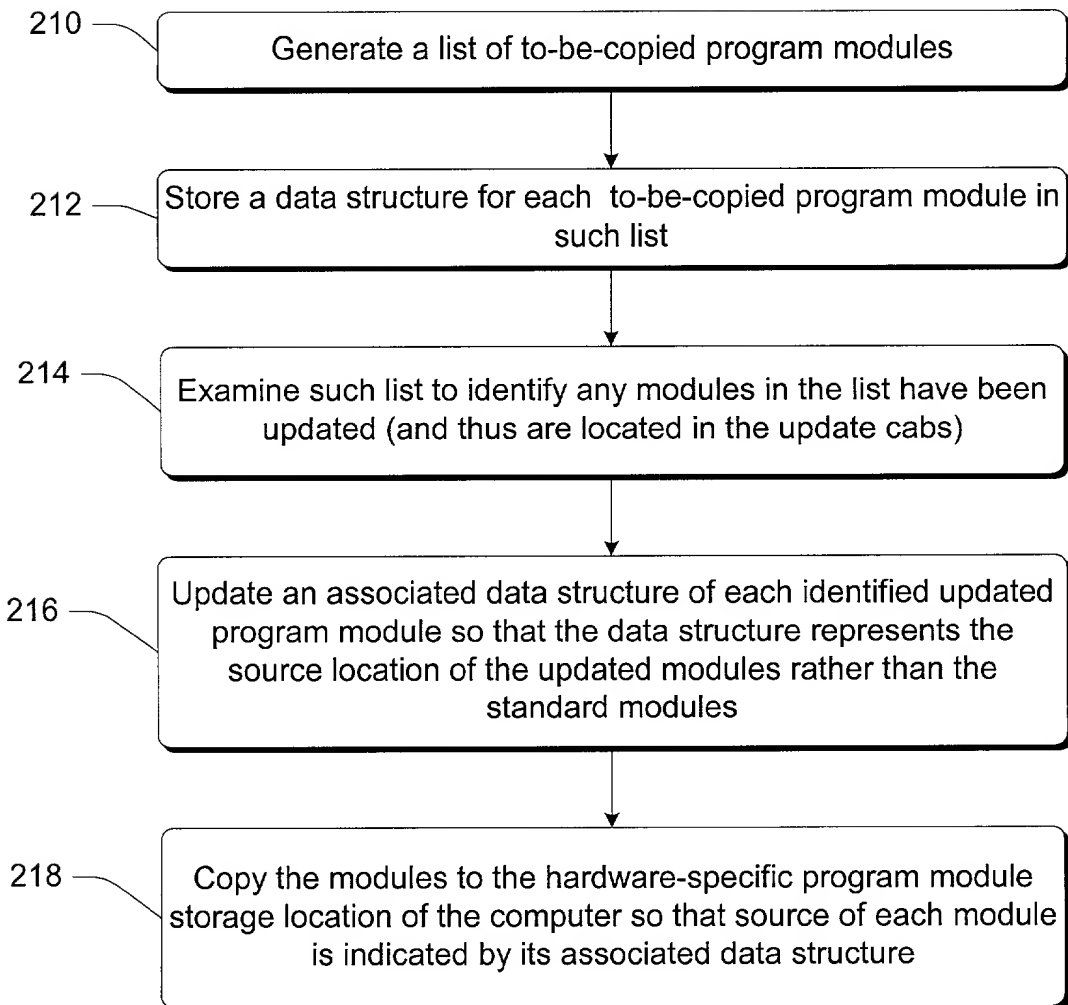 210
Generate a list of to-be-copied program modules
212
Store a data structure for each to-be-copied program module in
such list
214
Examine such list to identify any modules in the list have been
updated (and thus are located in the update cabs)
216
Update an associated data structure of each identified updated
program module so that the data structure represents the
source location of the updated modules rather than the
standard modules
218
Copy the modules to the hardware-specific program module
storage location of the computer so that source of each module
is indicated by its associated data structure